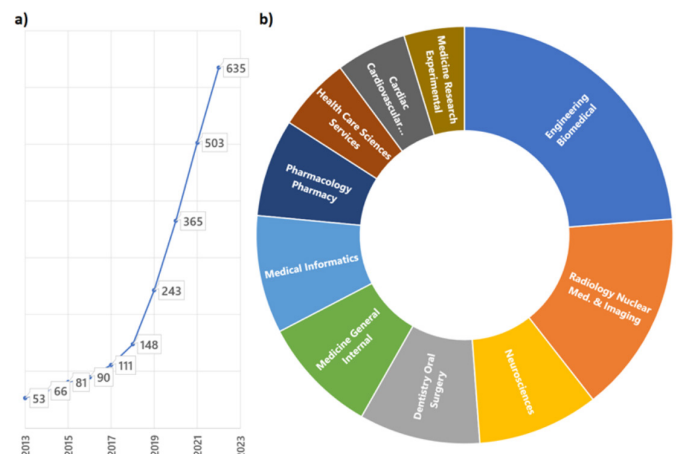 a)
635
503
365
243
148
111
90
81
66
53
2013
2015
2017
2019
2021
2023
b)
Engineering
Biomedical
Radiology Nuclear
Med. & Imaging
Neurosciences
Dentistry Oral
Surgery
Medicine General
Internal
Medical Informatics
Pharmacology
Pharmacy
Health Care Sciences
Services
Cardiac
Cardiovascular...
Medicine Research
Experimental